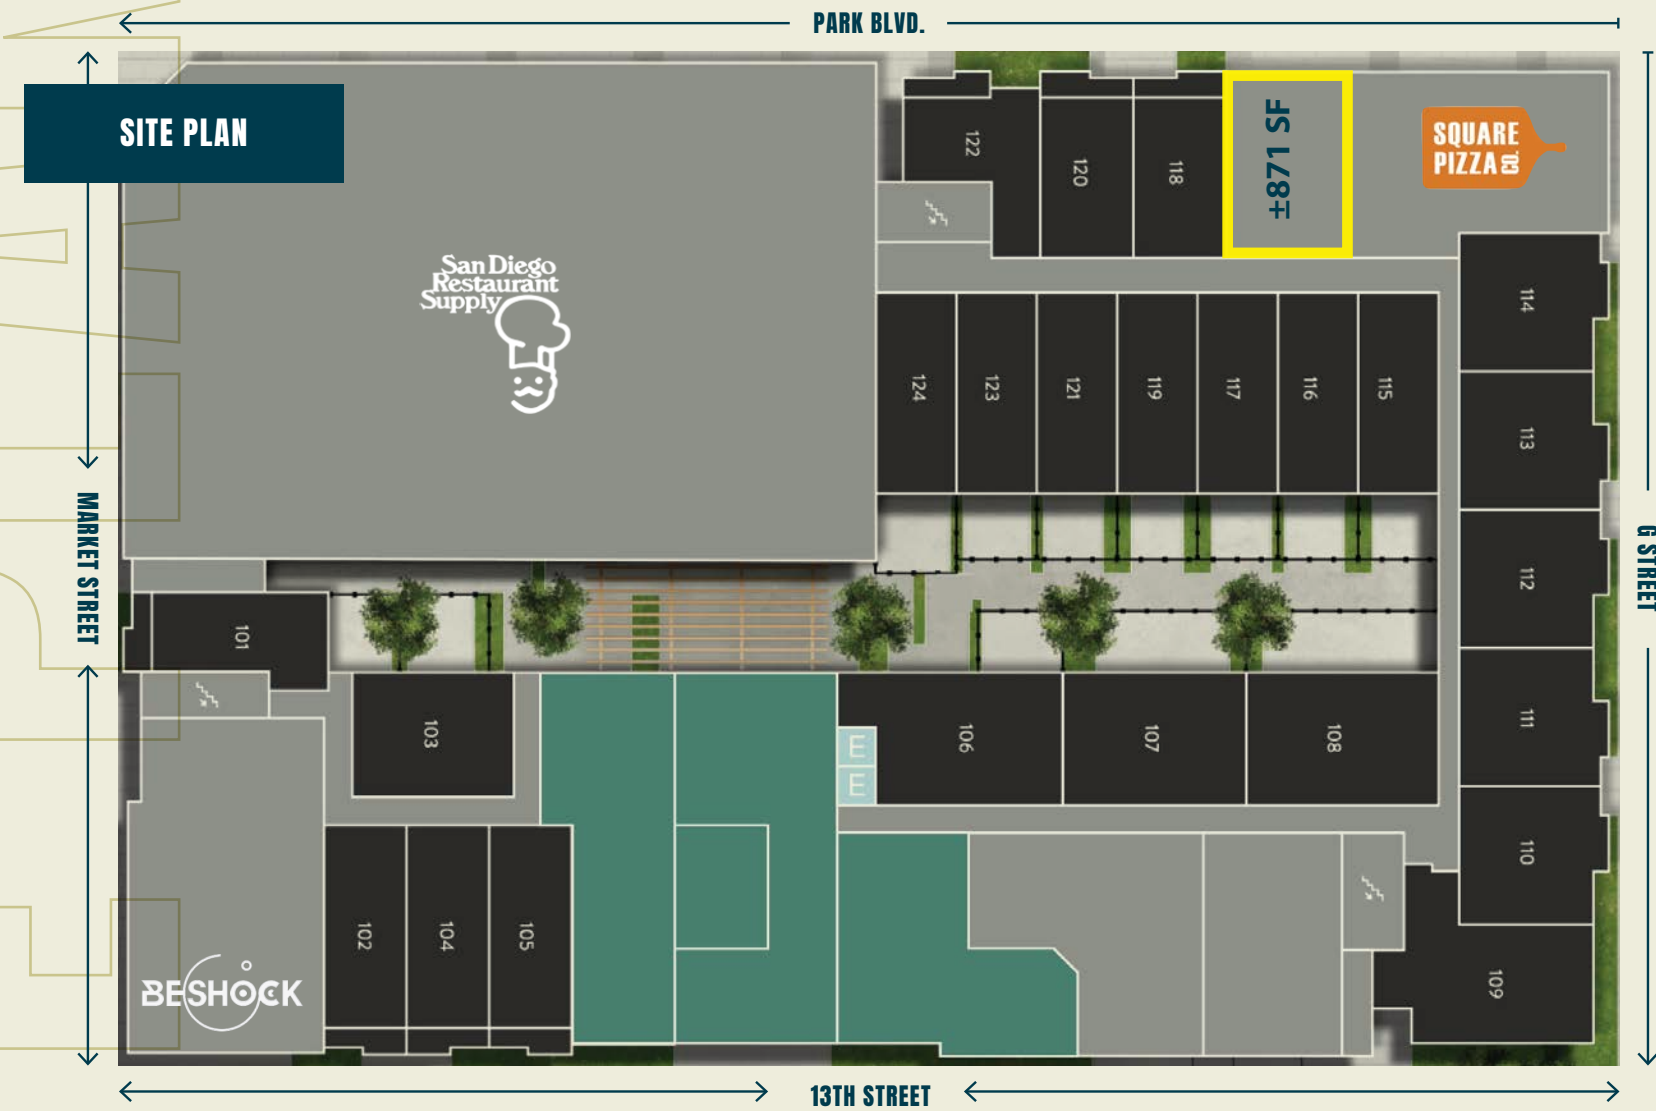 PARK BLVD.
SITE PLAN
122
120
118
±871 SF
SQUARE
PIZZA CO.
San Diego
Restaurant
Supply
124
123
121
119
117
116
115
114
113
112
111
110
109
MARKET STREET
G STREET
101
103
106
107
108
E
E
102
104
105
BESHOCK
13TH STREET